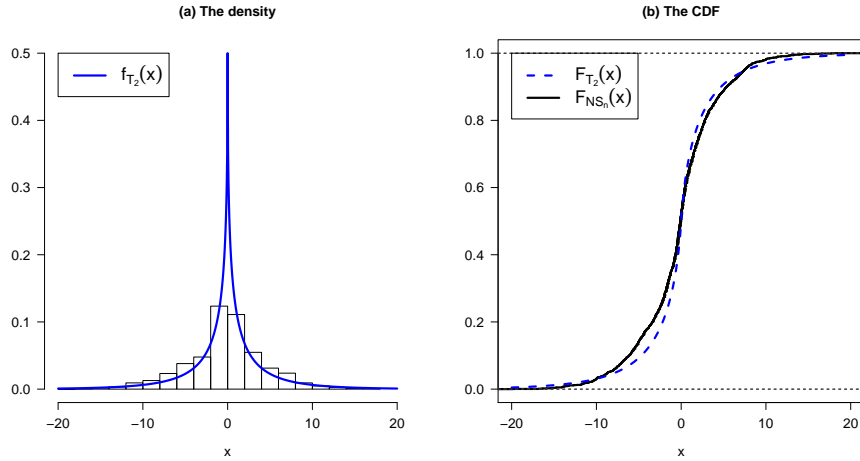 (a) The density
f_{T_2}(x)
0.5
0.4
0.3
0.2
0.1
0.0
−20 −10 0 10 20
x
(b) The CDF
F_{T_2}(x)
F_{NS_n}(x)
1.0
0.8
0.6
0.4
0.2
0.0
−20 −10 0 10 20
x